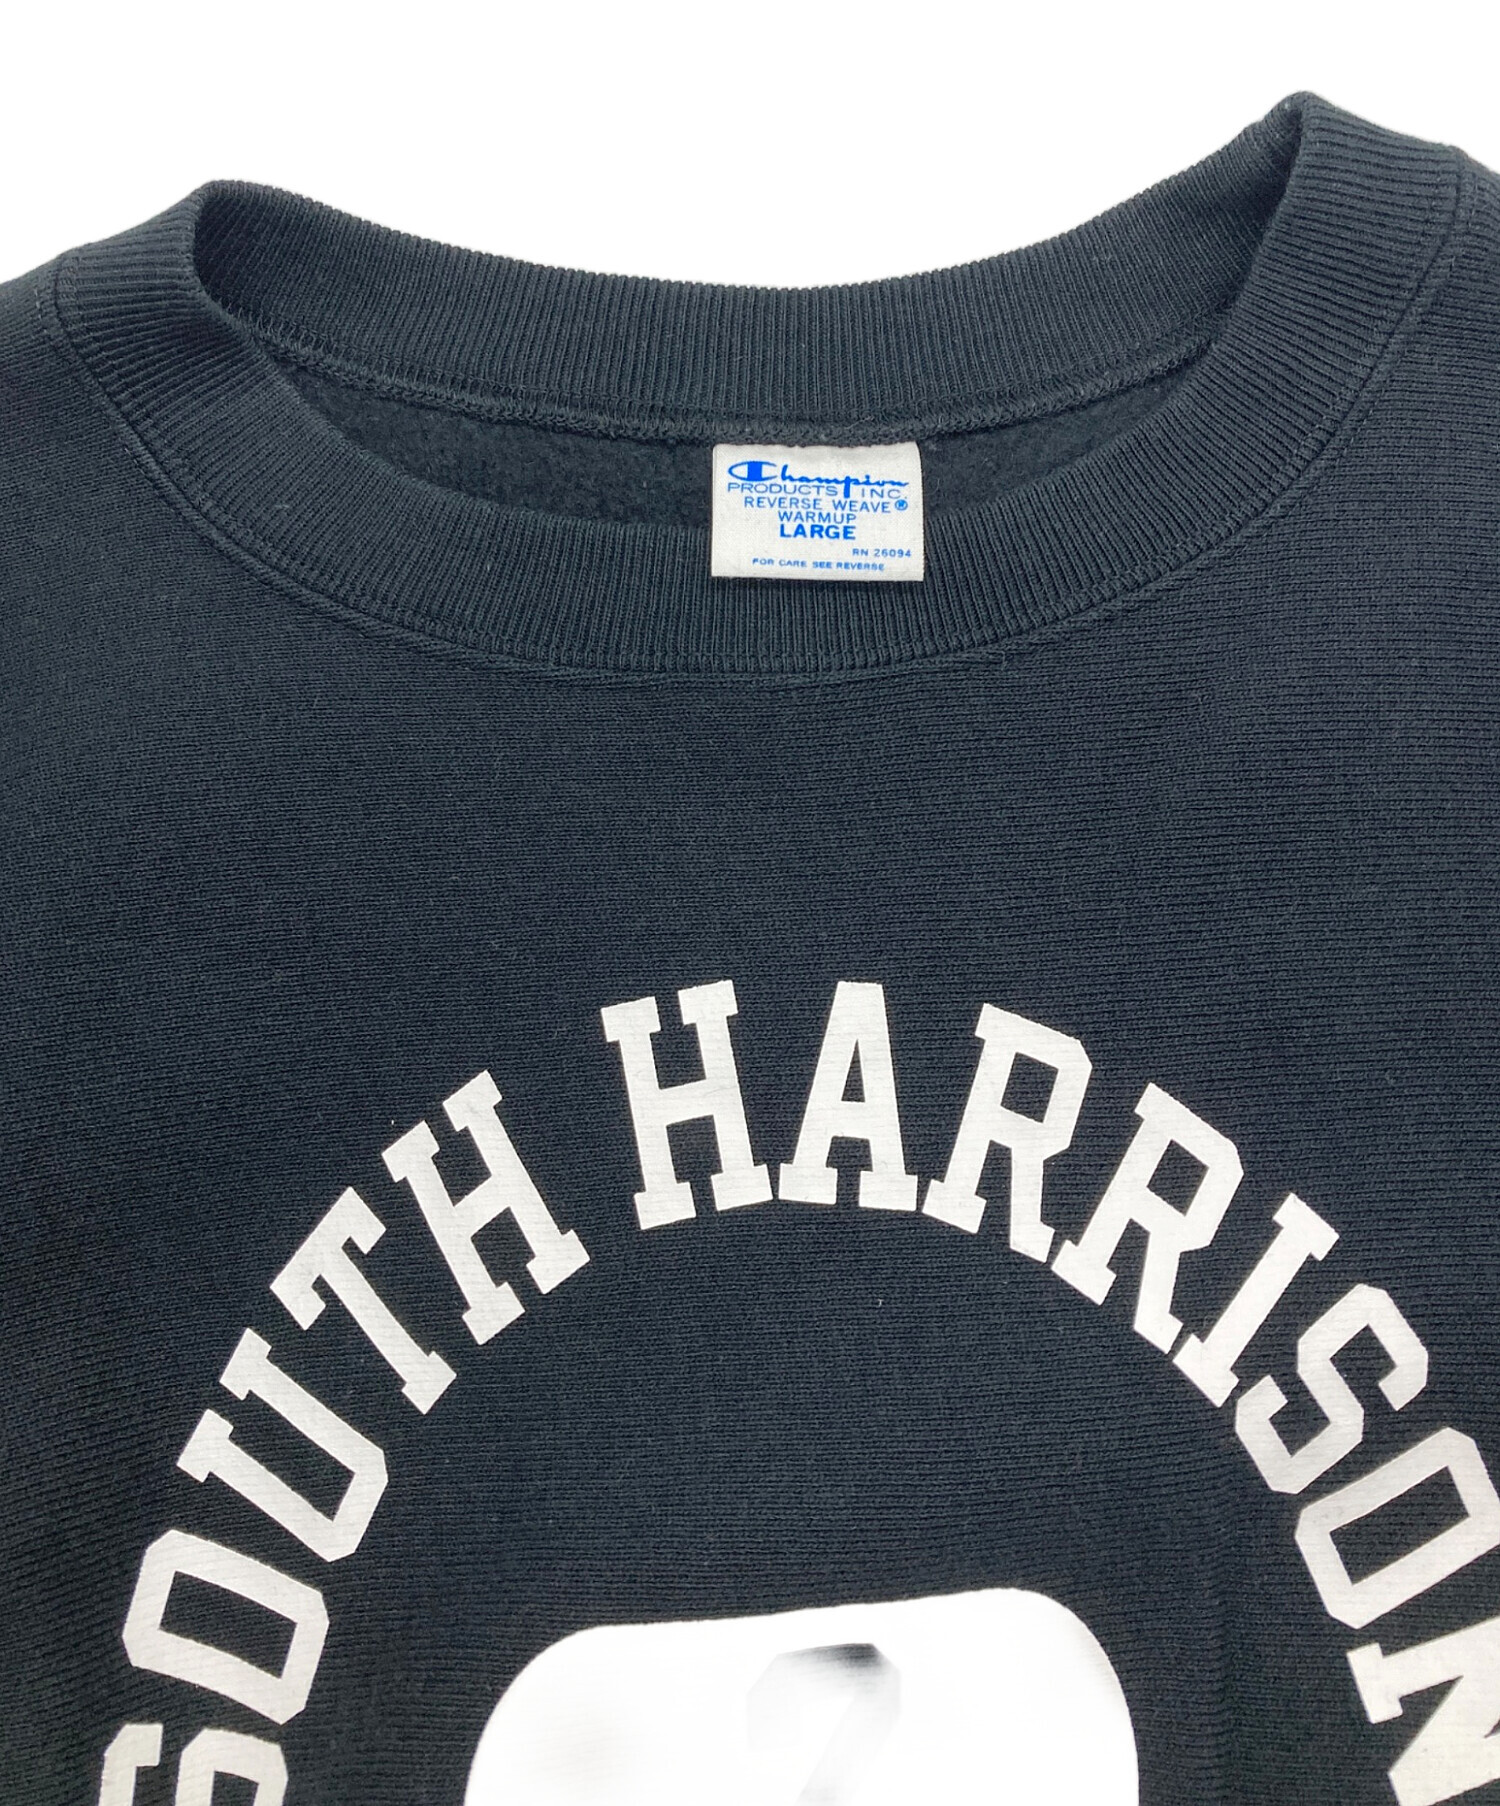 Champion
PRODUCTS INC.
REVERSE WEAVE®
WARMUP
LARGE
RN 26094
FOR CARE SEE REVERSE
SOUTH HARRISON